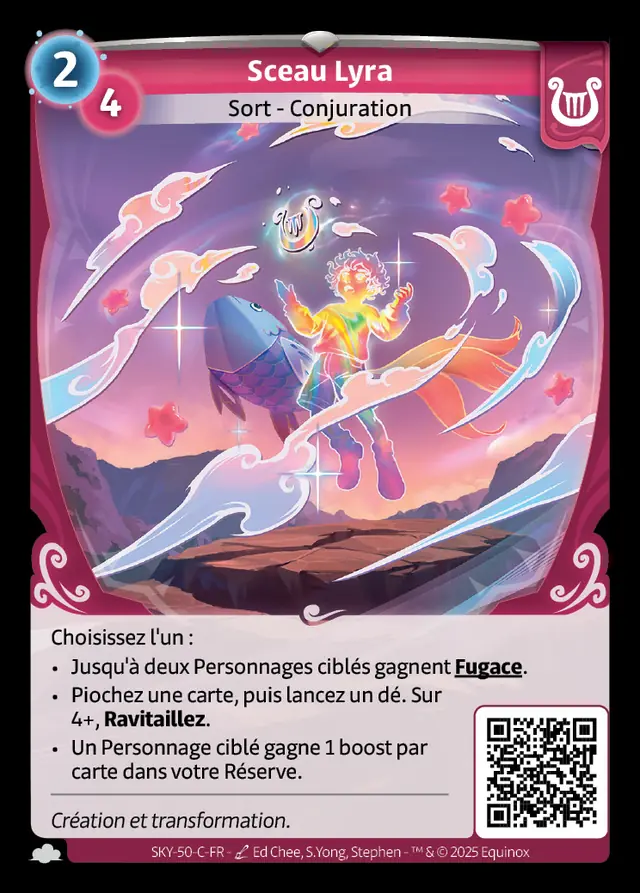 2
Sceau Lyra
4
Sort - Conjuration
Choisissez l'un :
• Jusqu'à deux Personnages ciblés gagnent Fugace.
• Piochez une carte, puis lancez un dé. Sur
4+, Ravitaillez.
• Un Personnage ciblé gagne 1 boost par
carte dans votre Réserve.
Création et transformation.
SKY-50-C-FR - Ed Chee, S.Yong, Stephen - ™ & © 2025 Equinox